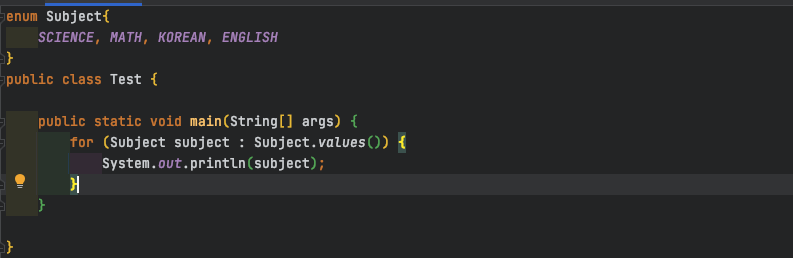 enum Subject{
    SCIENCE, MATH, KOREAN, ENGLISH
}
public class Test {
    public static void main(String[] args) {
        for (Subject subject : Subject.values()) {
            System.out.println(subject);
        }
    }
}